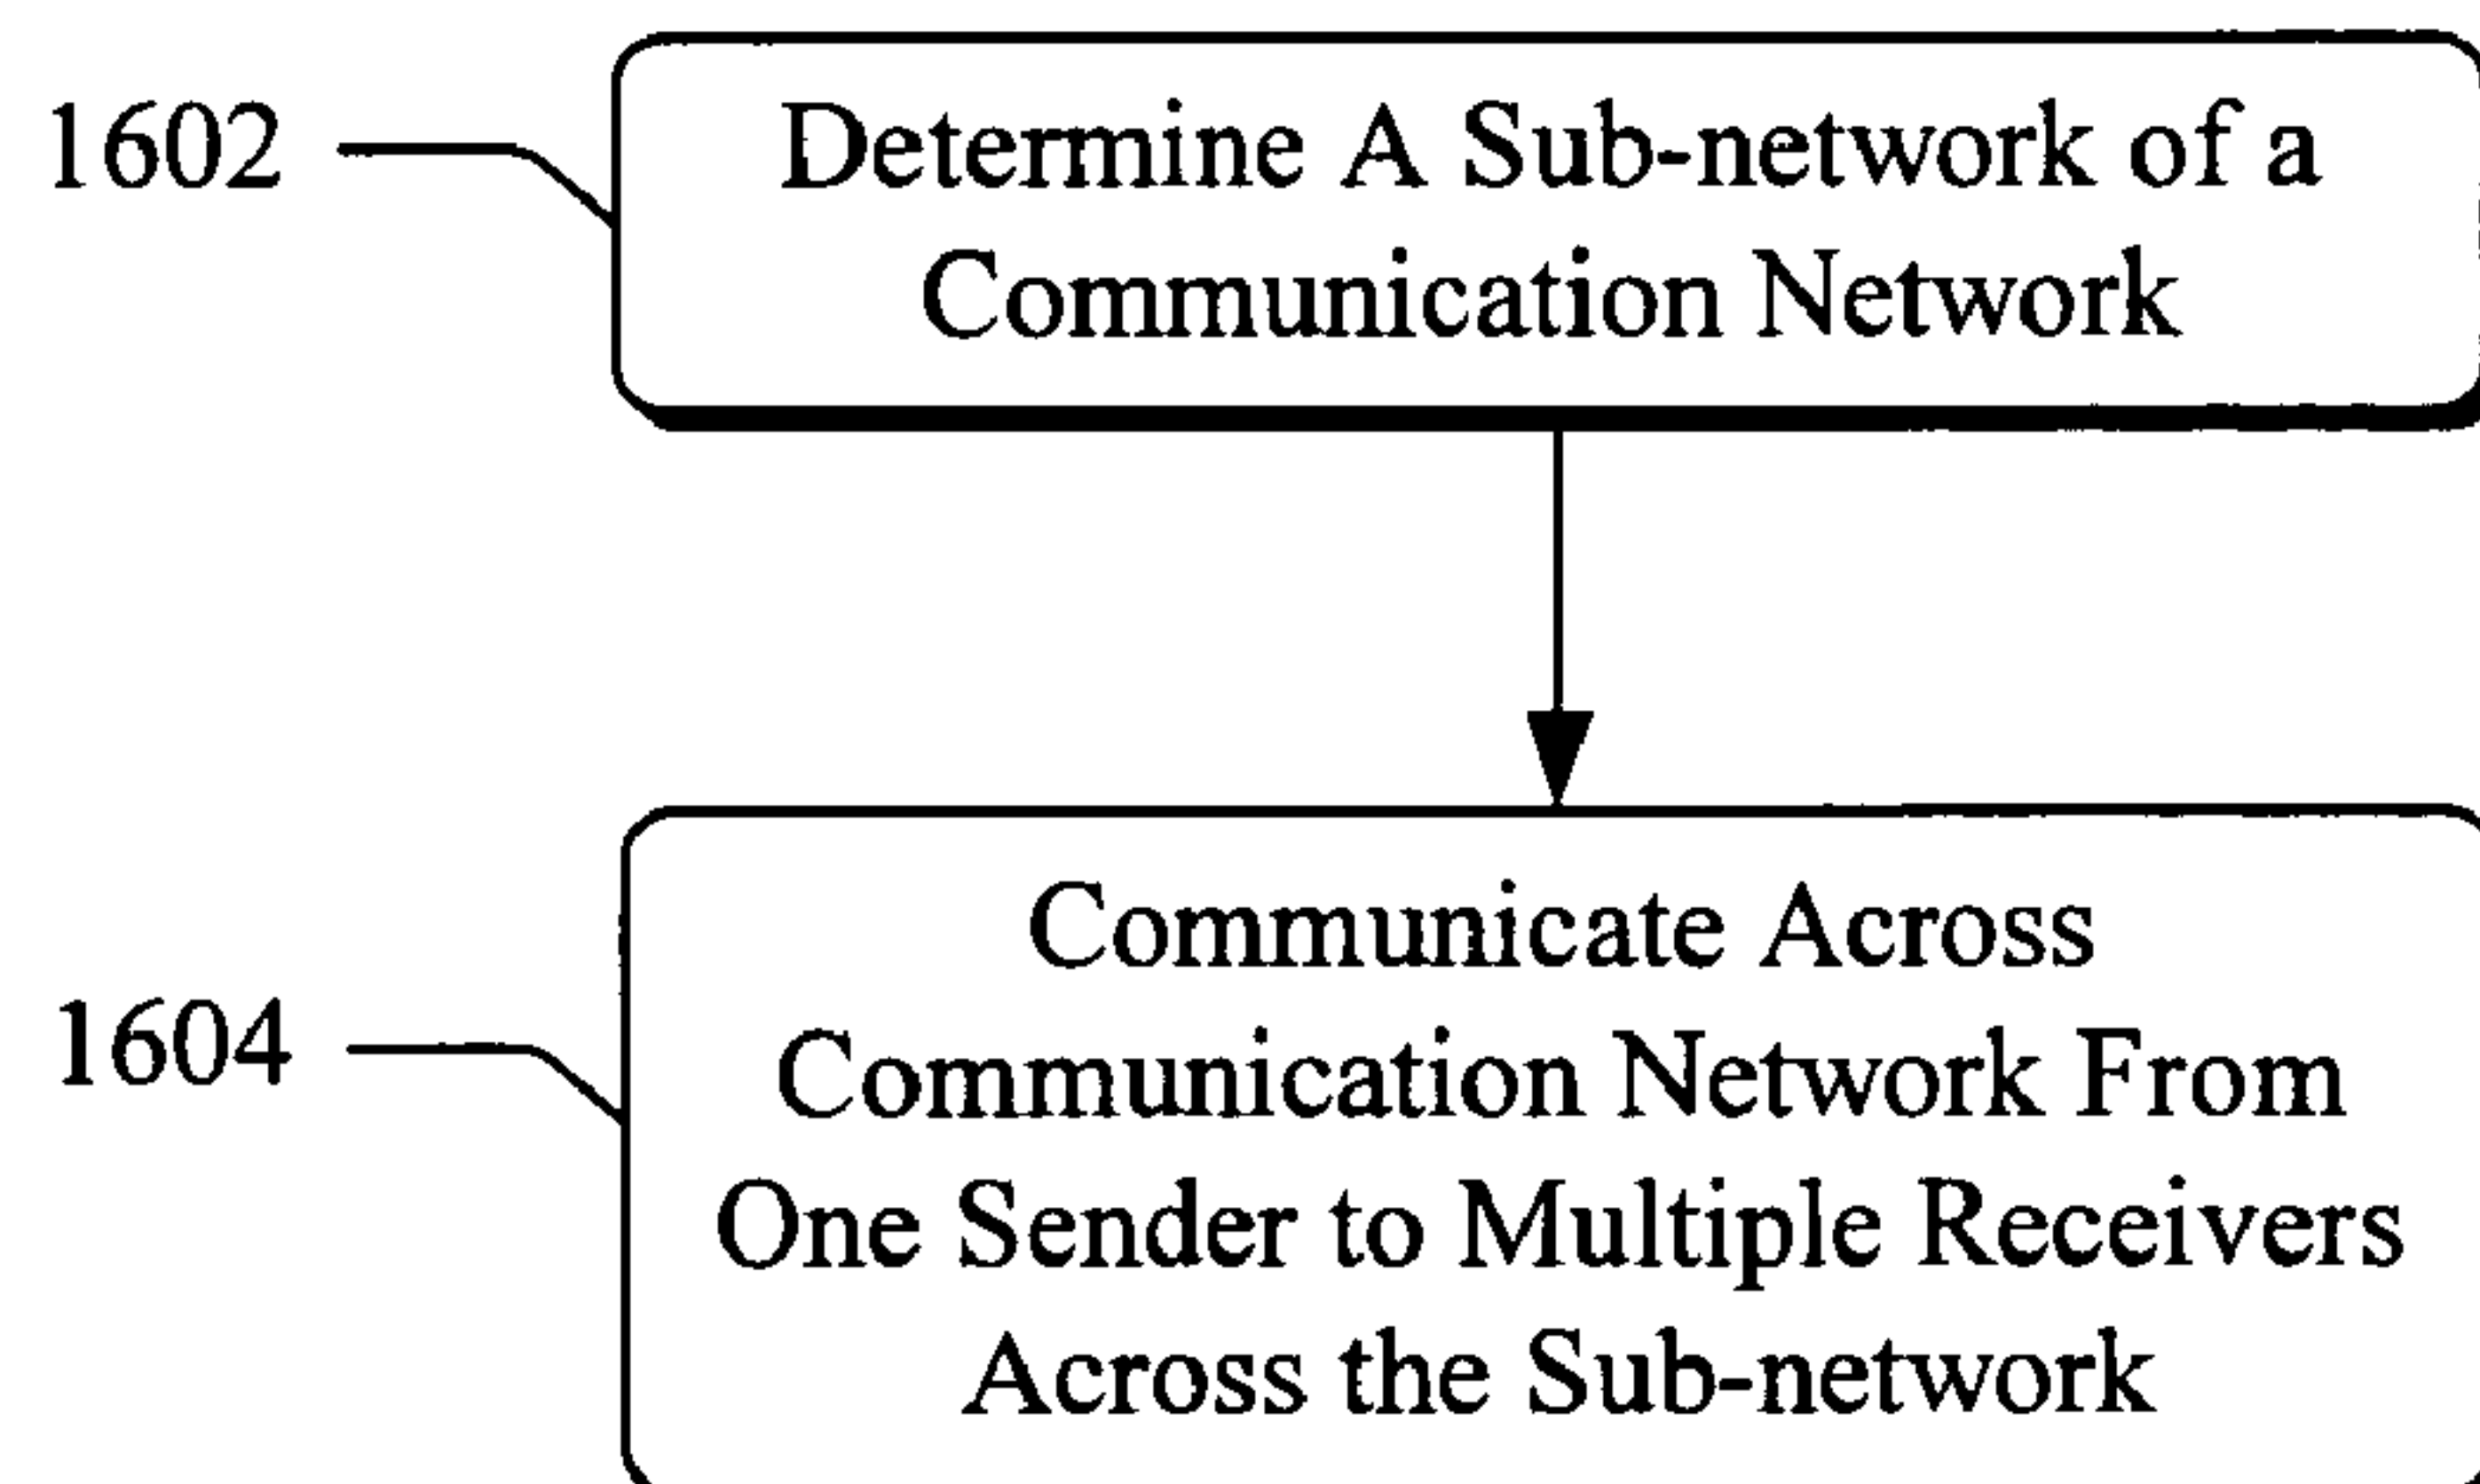 1602
Determine A Sub-network of a
Communication Network
Communicate Across
1604
Communication Network From
One Sender to Multiple Receivers
Across the Sub-network